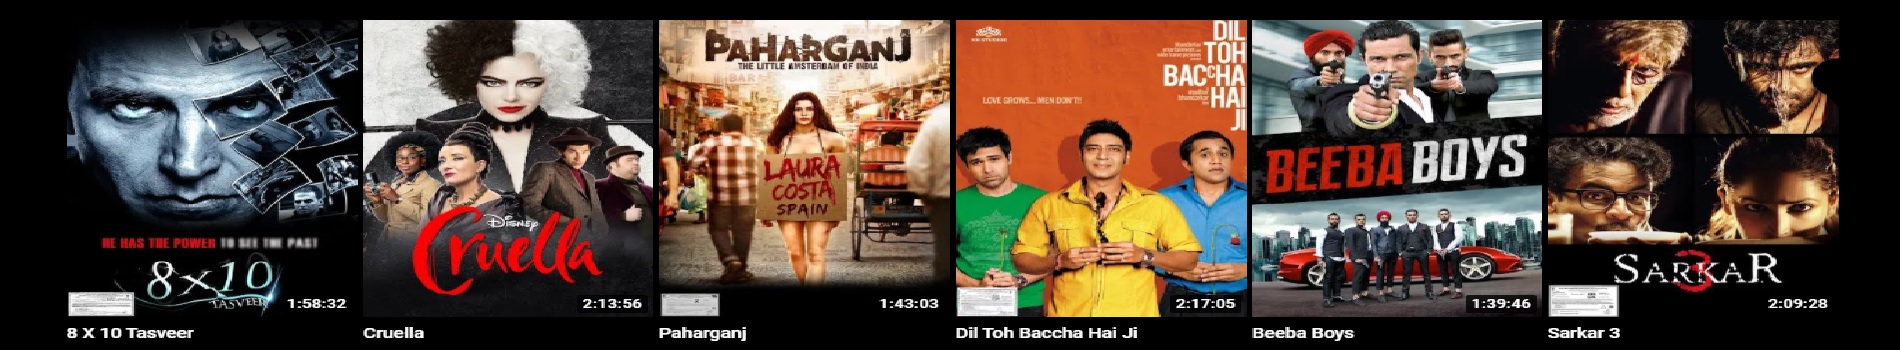 HE HAS THE POWER TO SEE THE PAST
8x10
TASVEER
1:58:32
8 X 10 Tasveer
DISNEY
Cruella
2:13:56
Cruella
PAHARGANJ
THE LITTLE AMSTERDAM OF INDIA
LAURA
COSTA
SPAIN
1:43:03
Paharganj
DIL
TOH
BACCHA
HAI
JI
LOVE GROWS... MEN DON'T!!
2:17:05
Dil Toh Baccha Hai Ji
BEEBA BOYS
1:39:46
Beeba Boys
SARKAR
3
2:09:28
Sarkar 3